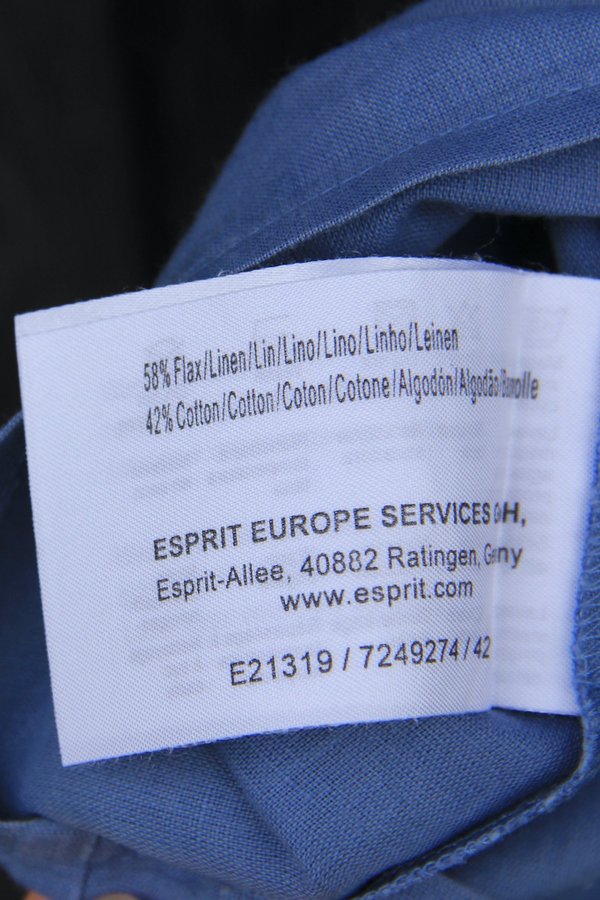 58% Flax/Linen/Lin/Lino/Lino/Linho/Leinen
42% Cotton/Cotton/Coton/Cotone/Algodón/Algodão/
ESPRIT EUROPE SERVICES
Esprit-Allee, 40882 Ratingen,
www.esprit.com
E21319 / 7249274/42